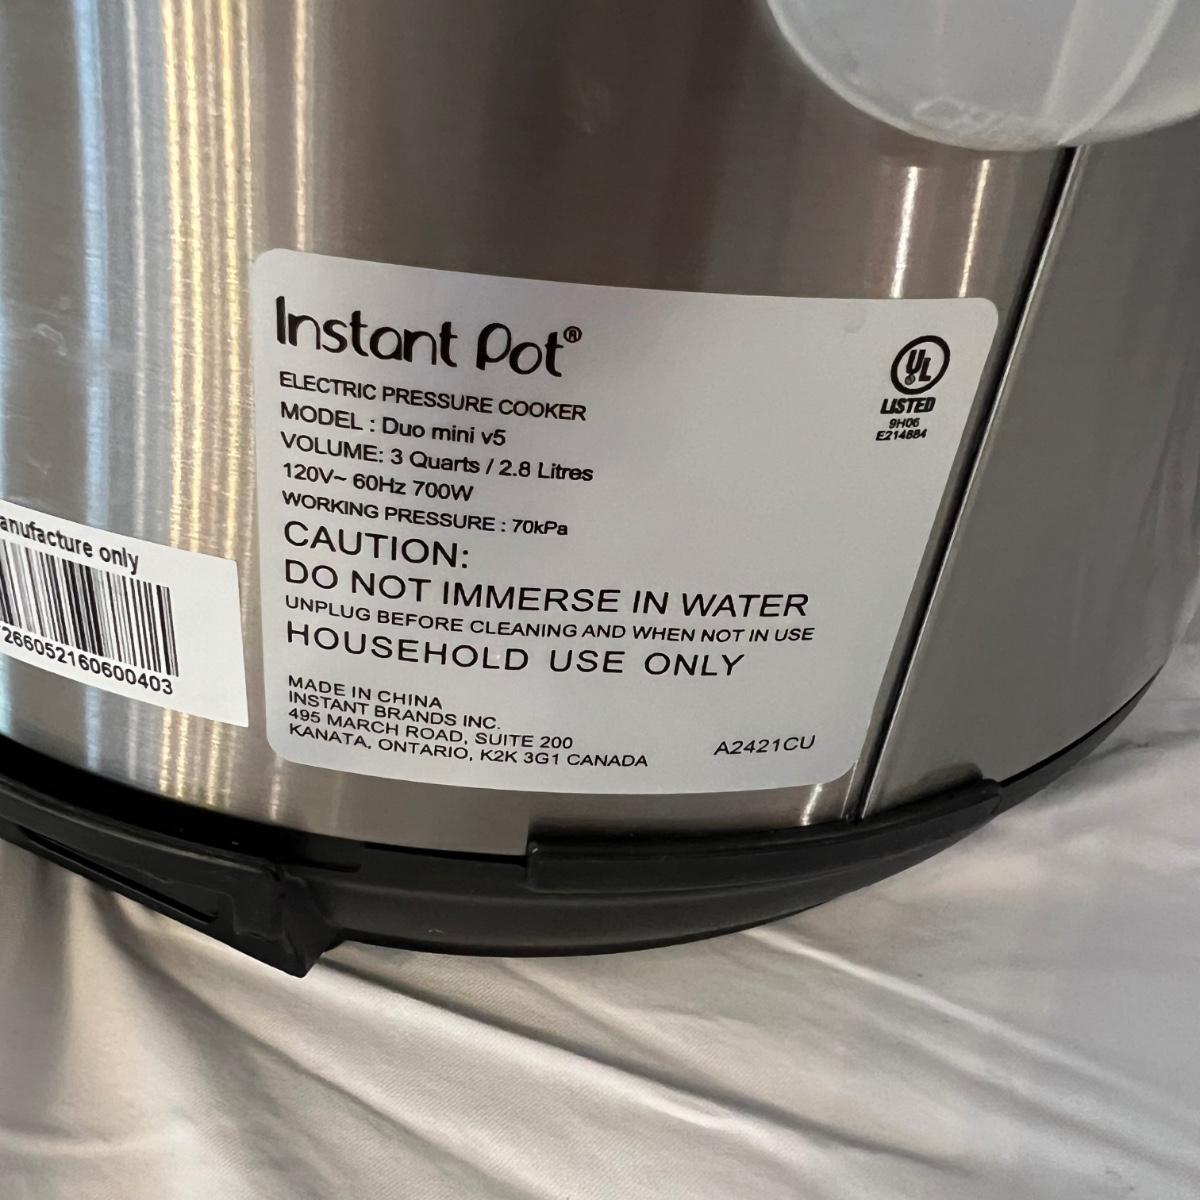 Instant Pot®
ELECTRIC PRESSURE COOKER
MODEL : Duo mini v5
VOLUME: 3 Quarts / 2.8 Litres
120V~ 60Hz 700W
WORKING PRESSURE : 70kPa
CAUTION:
DO NOT IMMERSE IN WATER
UNPLUG BEFORE CLEANING AND WHEN NOT IN USE
HOUSEHOLD USE ONLY
MADE IN CHINA
INSTANT BRANDS INC.
495 MARCH ROAD, SUITE 200
KANATA, ONTARIO, K2K 3G1 CANADA
A2421CU
UL
LISTED
9H06
E214884
anufacture only
266052160600403